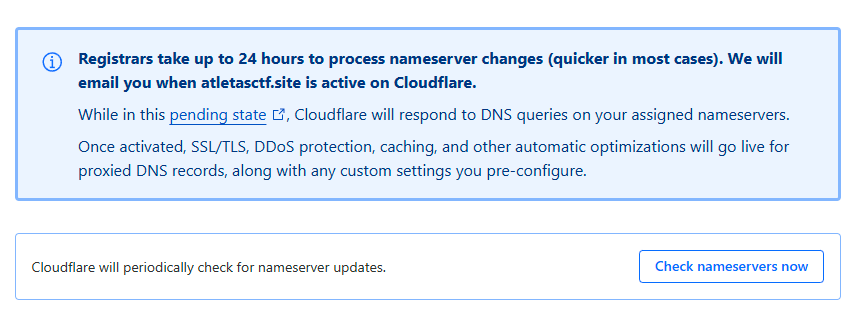 Registrars take up to 24 hours to process nameserver changes (quicker in most cases). We will
email you when atletasctf.site is active on Cloudflare.
While in this pending state, Cloudflare will respond to DNS queries on your assigned nameservers.
Once activated, SSL/TLS, DDoS protection, caching, and other automatic optimizations will go live for
proxied DNS records, along with any custom settings you pre-configure.
Cloudflare will periodically check for nameserver updates.
Check nameservers now